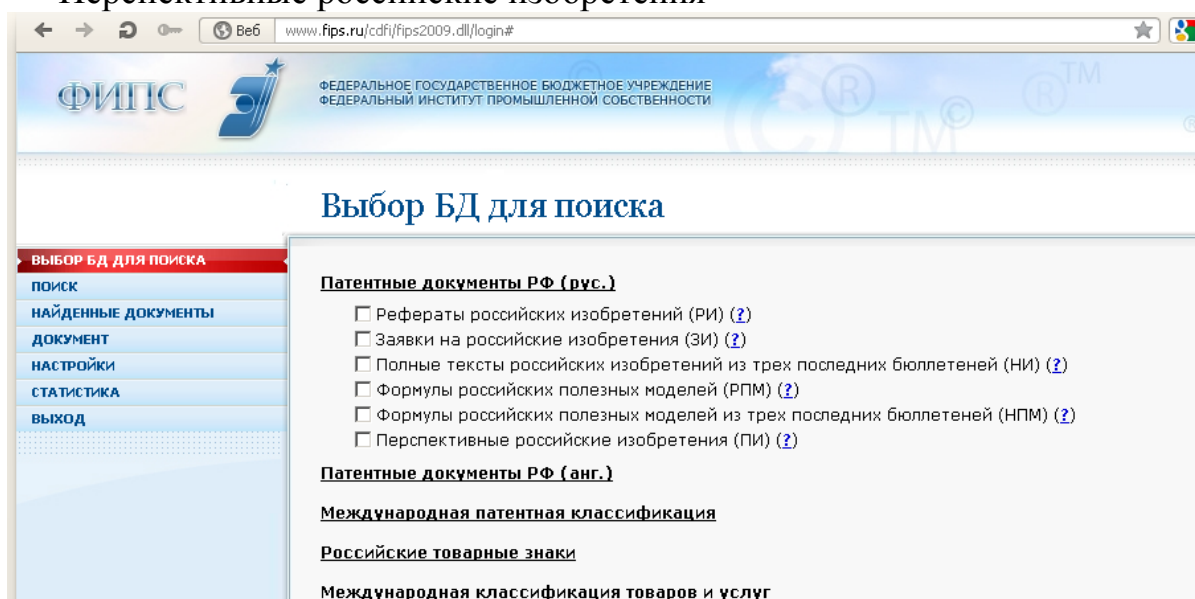 Перспективные российские изобретения
Веб
www.fips.ru/cdfi/fips2009.dll/login#
ФИПС
ФЕДЕРАЛЬНОЕ ГОСУДАРСТВЕННОЕ БЮДЖЕТНОЕ УЧРЕЖДЕНИЕ
ФЕДЕРАЛЬНЫЙ ИНСТИТУТ ПРОМЫШЛЕННОЙ СОБСТВЕННОСТИ
Выбор БД для поиска
ВЫБОР БД ДЛЯ ПОИСКА
ПОИСК
НАЙДЕННЫЕ ДОКУМЕНТЫ
ДОКУМЕНТ
НАСТРОЙКИ
СТАТИСТИКА
ВЫХОД
Патентные документы РФ (рус.)
Рефераты российских изобретений (РИ) (?)
Заявки на российские изобретения (ЗИ) (?)
Полные тексты российских изобретений из трех последних бюллетеней (НИ) (?)
Формулы российских полезных моделей (РПМ) (?)
Формулы российских полезных моделей из трех последних бюллетеней (НПМ) (?)
Перспективные российские изобретения (ПИ) (?)
Патентные документы РФ (анг.)
Международная патентная классификация
Российские товарные знаки
Международная классификация товаров и услуг